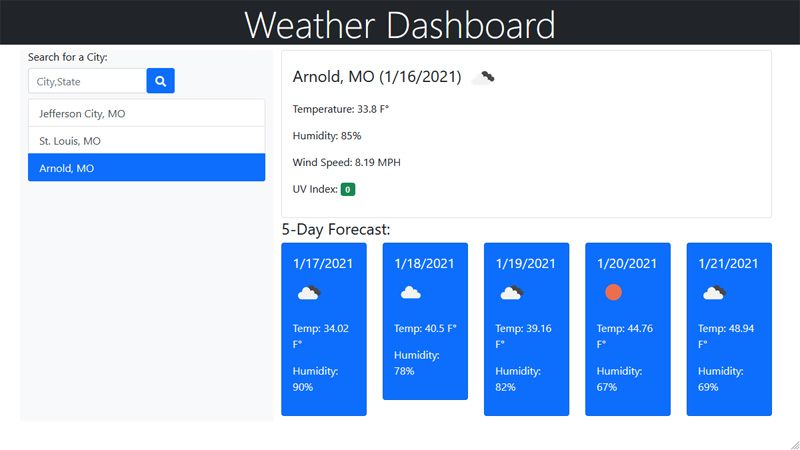 Weather Dashboard
Search for a City:
City,State
Jefferson City, MO
St. Louis, MO
Arnold, MO
Arnold, MO (1/16/2021)
Temperature: 33.8 F°
Humidity: 85%
Wind Speed: 8.19 MPH
UV Index: 0
5-Day Forecast:
1/17/2021
Temp: 34.02
F°
Humidity:
90%
1/18/2021
Temp: 40.5 F°
Humidity:
78%
1/19/2021
Temp: 39.16
F°
Humidity:
82%
1/20/2021
Temp: 44.76
F°
Humidity:
67%
1/21/2021
Temp: 48.94
F°
Humidity:
69%